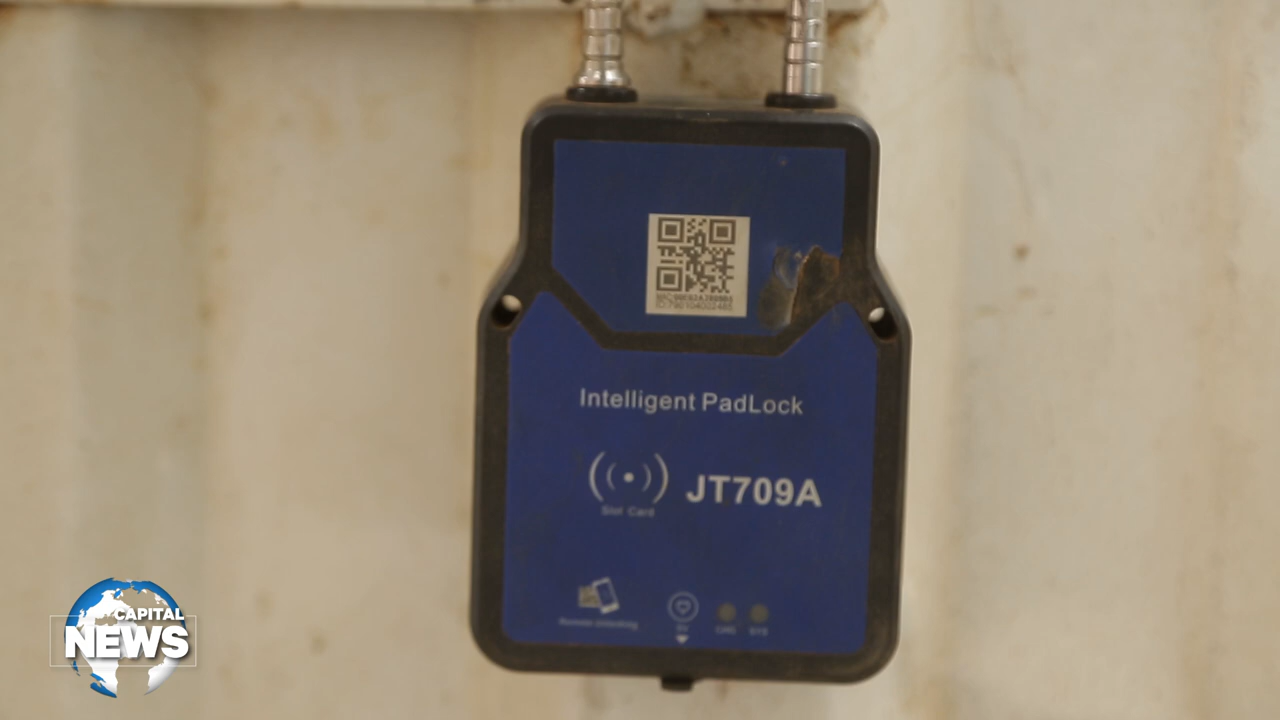 Intelligent PadLock
JT709A
Slot Card
Remote Unlocking
CAPITAL
NEWS